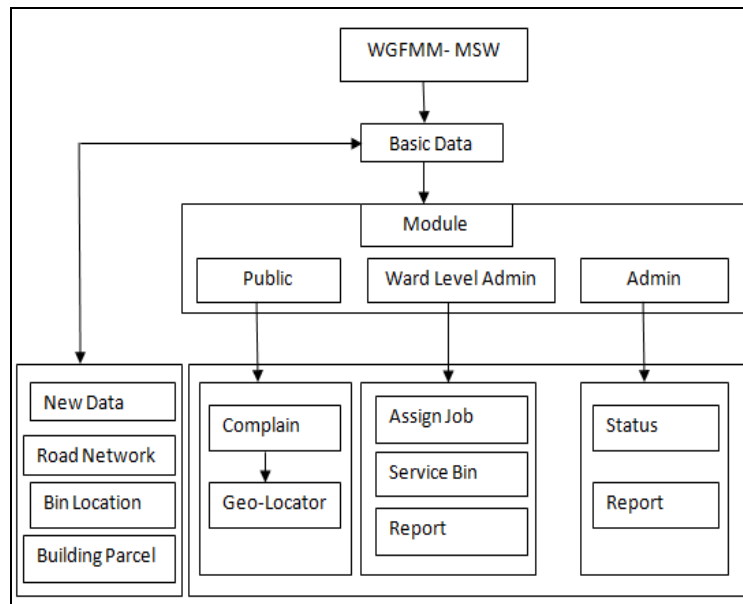 WGFMM- MSW
Basic Data
Module
Public
Ward Level Admin
Admin
New Data
Road Network
Bin Location
Building Parcel
Complain
Geo-Locator
Assign Job
Service Bin
Report
Status
Report